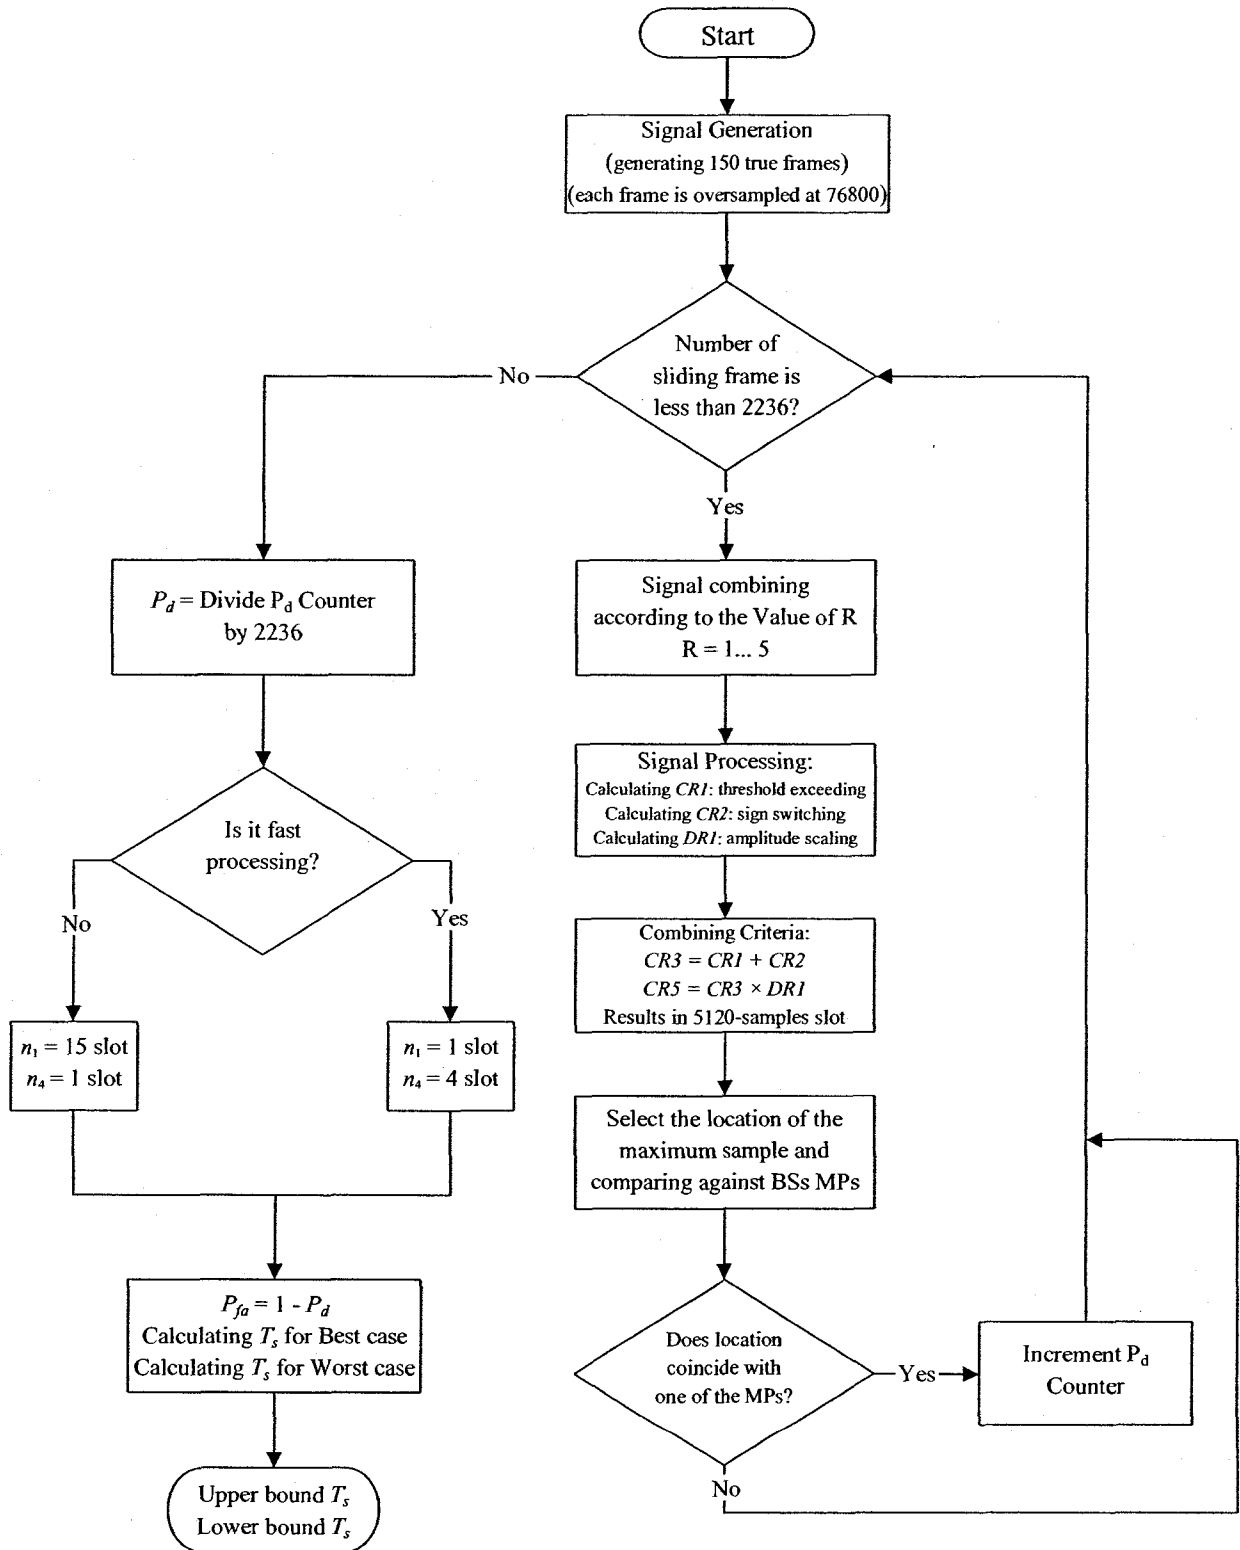 Start
Signal Generation
(generating 150 true frames)
(each frame is oversampled at 76800)
Number of
sliding frame is
less than 2236?
No
Yes
P_d = Divide P_d Counter
by 2236
Signal combining
according to the Value of R
R = 1... 5
Is it fast
processing?
No
Yes
n₁ = 15 slot
n₄ = 1 slot
n₁ = 1 slot
n₄ = 4 slot
Signal Processing:
Calculating CR1: threshold exceeding
Calculating CR2: sign switching
Calculating DR1: amplitude scaling
Combining Criteria:
CR3 = CR1 + CR2
CR5 = CR3 × DR1
Results in 5120-samples slot
Select the location of the
maximum sample and
comparing against BSs MPs
P_fa = 1 - P_d
Calculating T_s for Best case
Calculating T_s for Worst case
Does location
coincide with
one of the MPs?
Yes
Increment P_d
Counter
No
Upper bound T_s
Lower bound T_s